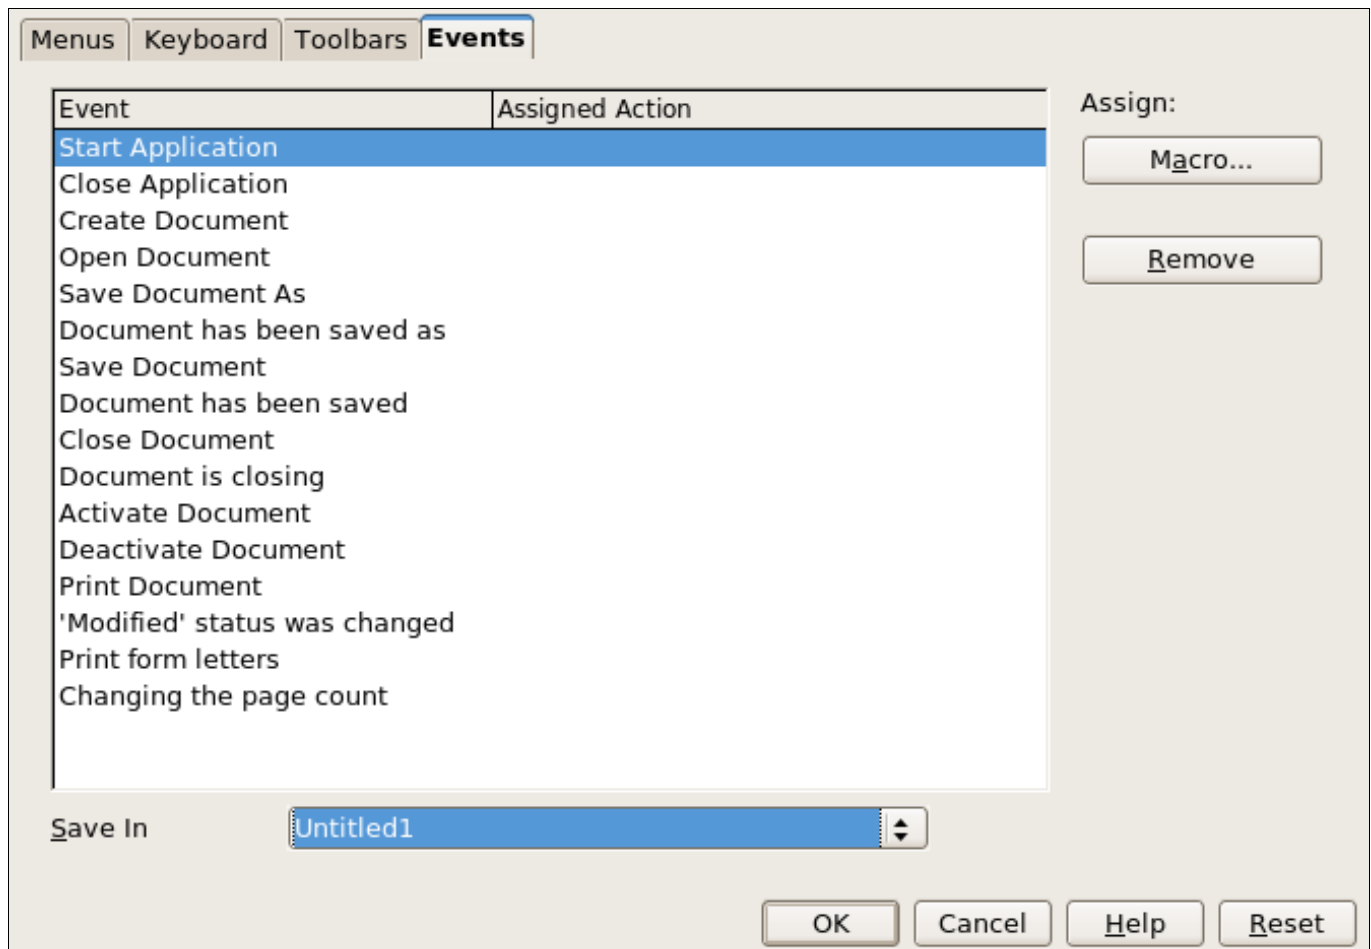 Menus Keyboard Toolbars Events
Event Assigned Action Assign:
Start Application Macro...
Close Application
Create Document
Open Document Remove
Save Document As
Document has been saved as
Save Document
Document has been saved
Close Document
Document is closing
Activate Document
Deactivate Document
Print Document
'Modified' status was changed
Print form letters
Changing the page count
Save In Untitled1
OK Cancel Help Reset